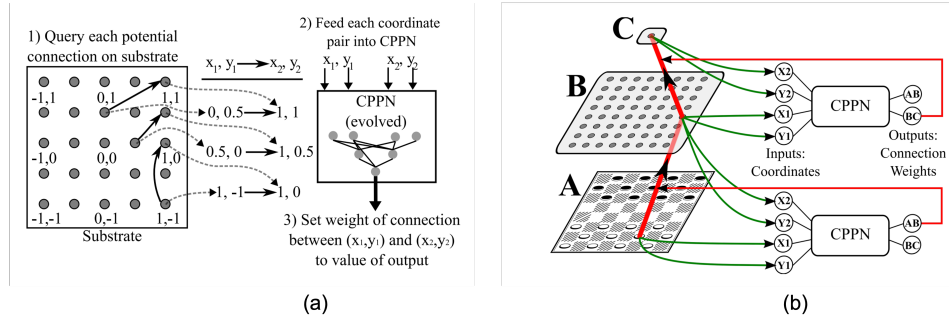 1) Query each potential
connection on substrate
-1,1 0,1 1,1
-1,0 0,0 1,0
-1,-1 0,-1 1,-1
Substrate
x1, y1 x2, y2
0, 0.5 1, 1
0.5, 0 1, 0.5
1, -1 1, 0
2) Feed each coordinate
pair into CPPN
x1, y1 x2, y2
CPPN
(evolved)
3) Set weight of connection
between (x1,y1) and (x2,y2)
to value of output
(a)
C
B
A
X2
Y2
X1
Y1
CPPN
AB
BC
Inputs:
Coordinates
Outputs:
Connection
Weights
X2
Y2
X1
Y1
CPPN
AB
BC
(b)